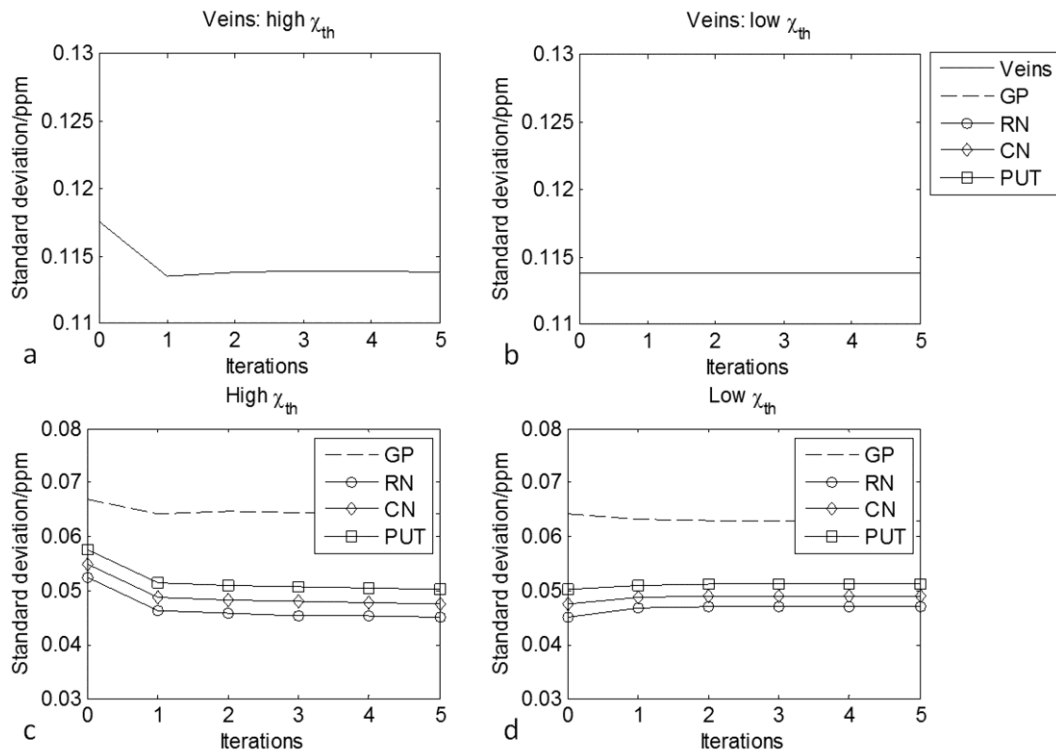 Veins: high χth
0.13
0.125
0.12
0.115
0.11
Standard deviation/ppm
0 1 2 3 4 5
Iterations
a
Veins: low χth
0.13
0.125
0.12
0.115
0.11
Standard deviation/ppm
0 1 2 3 4 5
Iterations
b
Veins
GP
RN
CN
PUT
High χth
0.08
0.07
0.06
0.05
0.04
0.03
Standard deviation/ppm
0 1 2 3 4 5
Iterations
c
GP
RN
CN
PUT
Low χth
0.08
0.07
0.06
0.05
0.04
0.03
Standard deviation/ppm
0 1 2 3 4 5
Iterations
d
GP
RN
CN
PUT